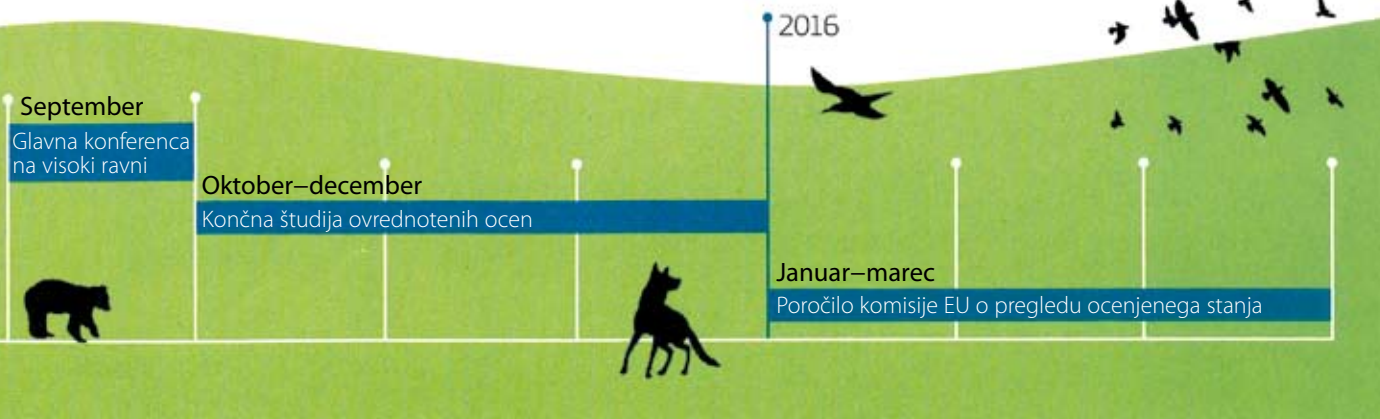 2016
September
Glavna konferenca
na visoki ravni
Oktober–december
Končna študija ovrednotenih ocen
Januar–marec
Poročilo komisije EU o pregledu ocenjenega stanja